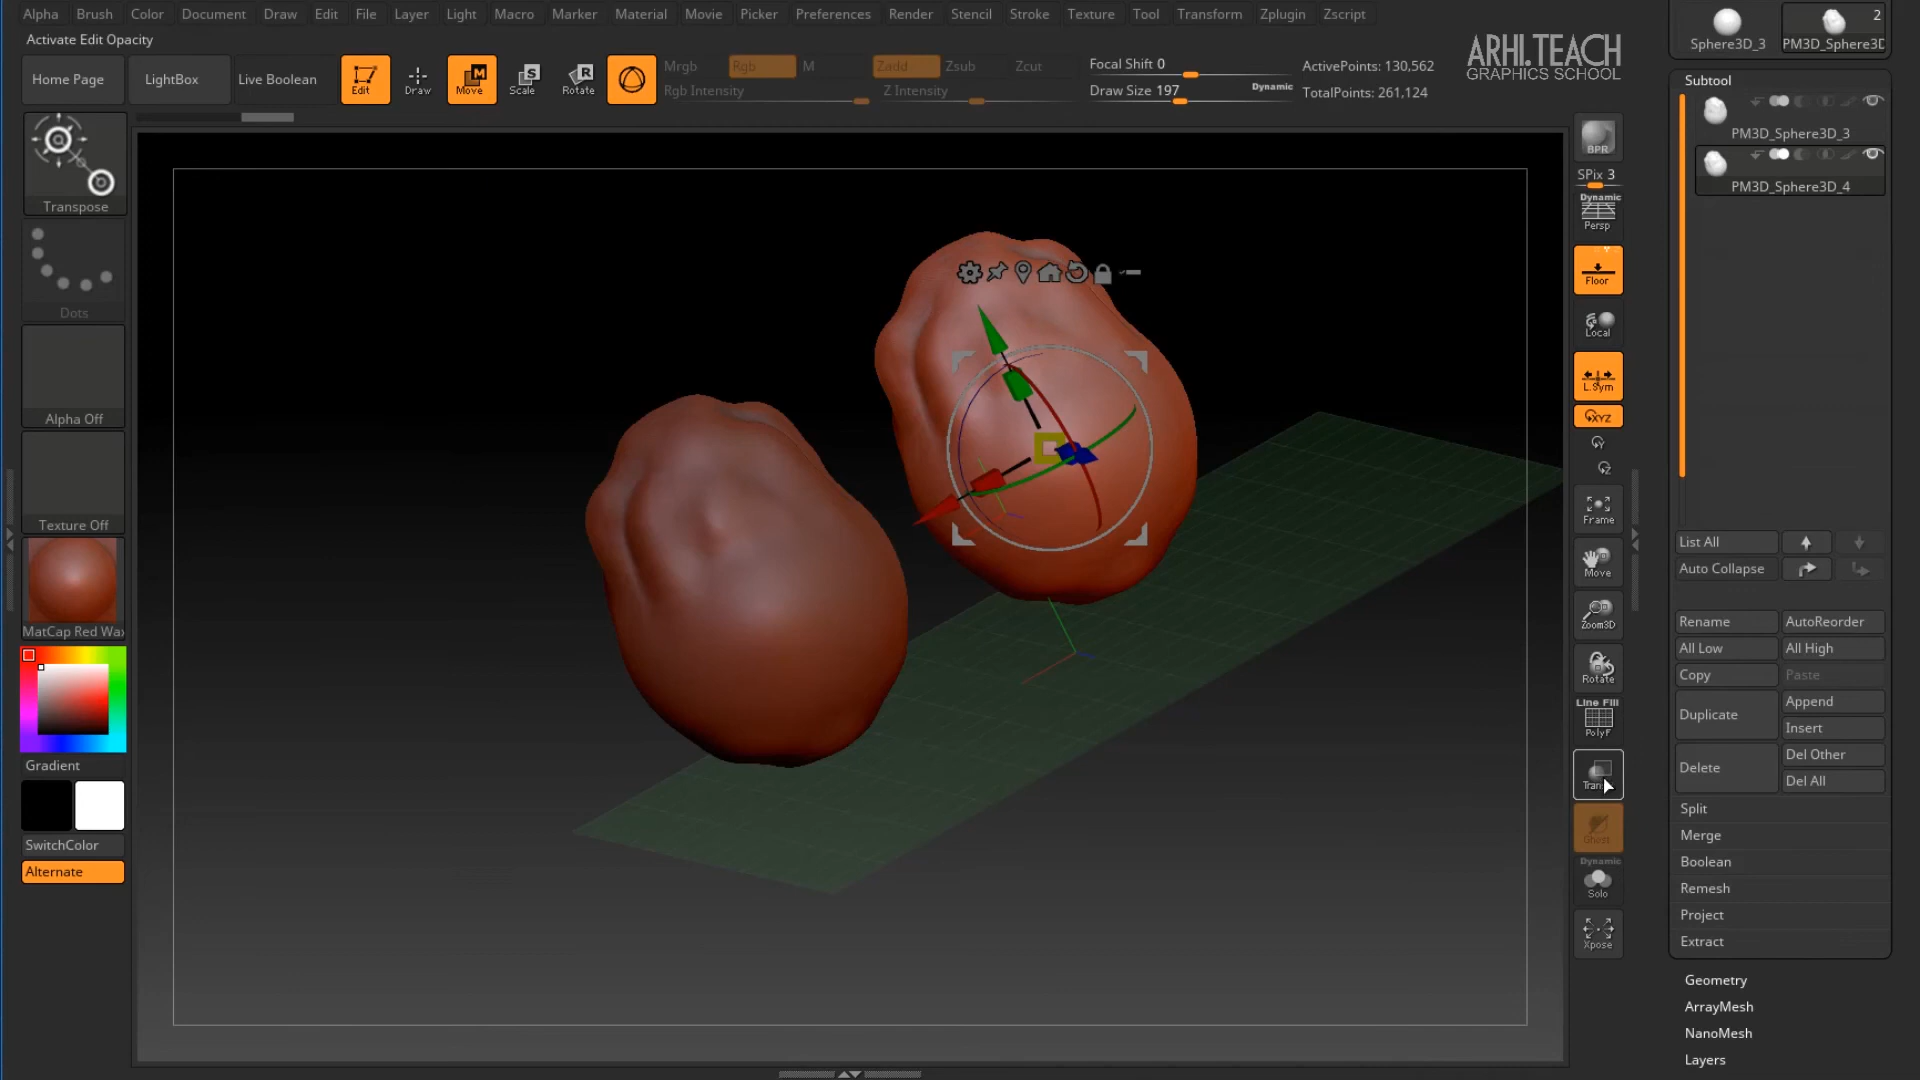 Alpha Brush Color Document Draw Edit File Layer Light Macro Marker Material Movie Picker Preferences Render Stencil Stroke Texture Tool Transform Zplugin Zscript
Activate Edit Opacity
Home Page LightBox Live Boolean Edit Draw Move Scale Rotate
Mrgb Rgb M Zadd Zsub Zcut
Rgb Intensity Z Intensity
Focal Shift 0
Draw Size 197 Dynamic
ActivePoints: 130,562
TotalPoints: 261,124
ARHI.TEACH
GRAPHICS SCHOOL
Transpose
Dots
Alpha Off
Texture Off
MatCap Red Wax
Gradient
SwitchColor
Alternate
BPR
SPix 3
Dynamic
Persp
Floor
Local
L.Sym
XYZ
Y
Z
Frame
Move
Zoom3D
Rotate
Line Fill
PolyF
Ghost
Dynamic
Solo
Xpose
2
Sphere3D_3 PM3D_Sphere3D
Subtool
PM3D_Sphere3D_3
PM3D_Sphere3D_4
List All
Auto Collapse
Rename AutoReorder
All Low All High
Copy Paste
Duplicate Append
Insert
Delete Del Other
Del All
Split
Merge
Boolean
Remesh
Project
Extract
Geometry
ArrayMesh
NanoMesh
Layers